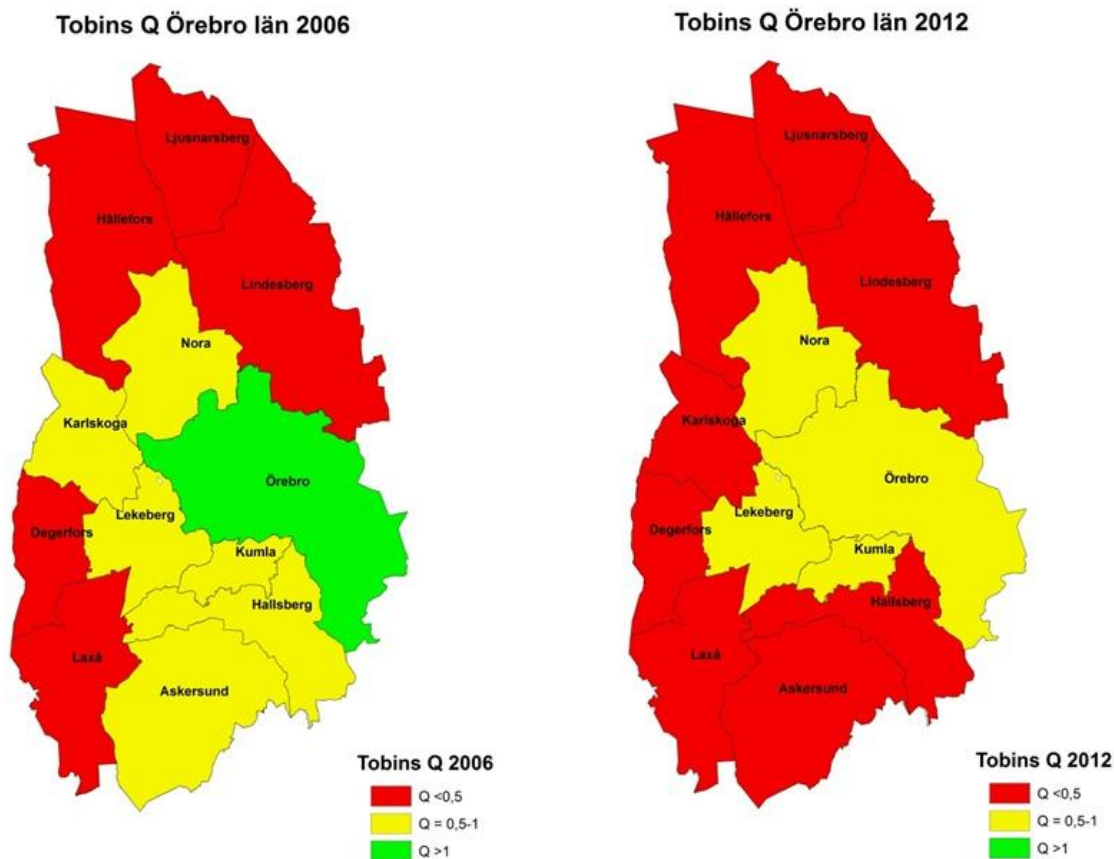 Tobins Q Örebro län 2006
Ljusnarsberg
Hällefors
Lindesberg
Nora
Karlskoga
Örebro
Lekeberg
Degerfors
Kumla
Hallsberg
Laxå
Askersund
Tobins Q 2006
Q <0,5
Q = 0,5-1
Q >1
Tobins Q Örebro län 2012
Ljusnarsberg
Hällefors
Lindesberg
Nora
Karlskoga
Örebro
Lekeberg
Degerfors
Kumla
Hallsberg
Laxå
Askersund
Tobins Q 2012
Q <0,5
Q = 0,5-1
Q >1